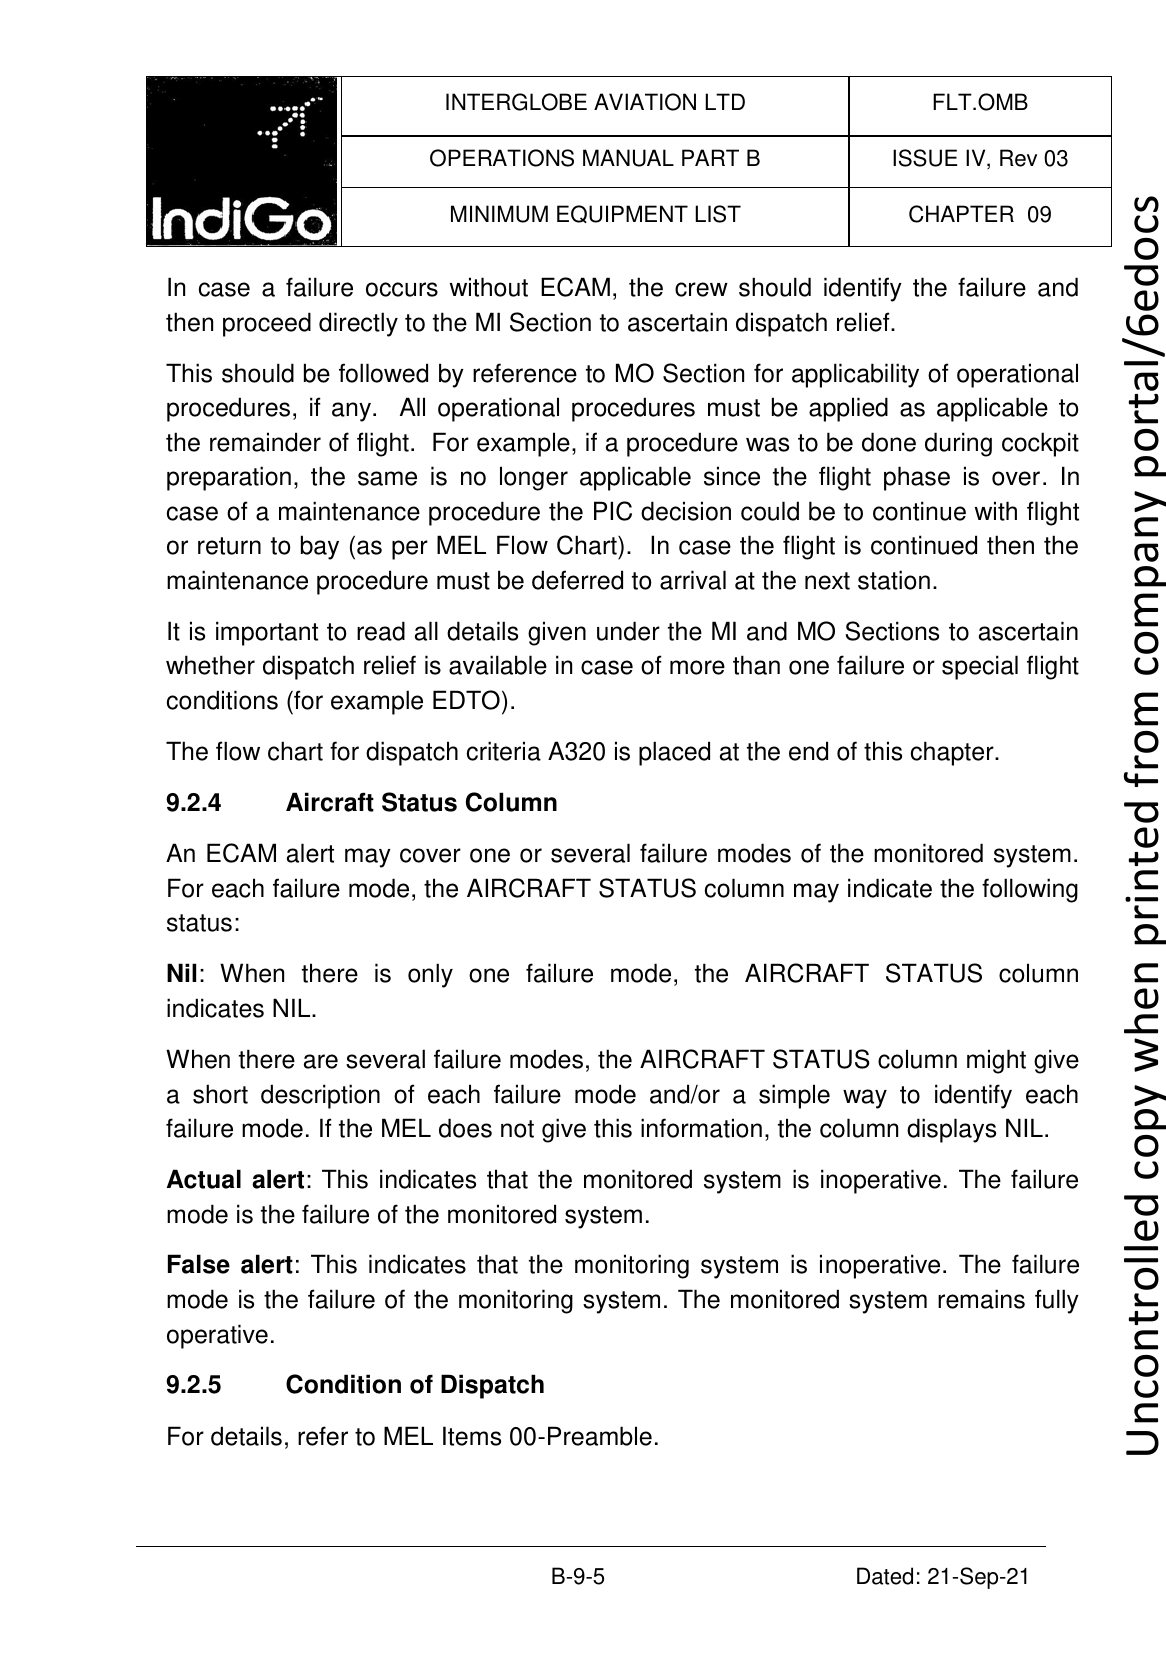 IndiGo
INTERGLOBE AVIATION LTD
FLT.OMB
OPERATIONS MANUAL PART B
ISSUE IV, Rev 03
MINIMUM EQUIPMENT LIST
CHAPTER 09
In case a failure occurs without ECAM, the crew should identify the failure and
then proceed directly to the MI Section to ascertain dispatch relief.
This should be followed by reference to MO Section for applicability of operational
procedures, if any. All operational procedures must be applied as applicable to
the remainder of flight. For example, if a procedure was to be done during cockpit
preparation, the same is no longer applicable since the flight phase is over. In
case of a maintenance procedure the PIC decision could be to continue with flight
or return to bay (as per MEL Flow Chart). In case the flight is continued then the
maintenance procedure must be deferred to arrival at the next station.
It is important to read all details given under the MI and MO Sections to ascertain
whether dispatch relief is available in case of more than one failure or special flight
conditions (for example EDTO).
The flow chart for dispatch criteria A320 is placed at the end of this chapter.
9.2.4 Aircraft Status Column
An ECAM alert may cover one or several failure modes of the monitored system.
For each failure mode, the AIRCRAFT STATUS column may indicate the following
status:
Nil: When there is only one failure mode, the AIRCRAFT STATUS column
indicates NIL.
When there are several failure modes, the AIRCRAFT STATUS column might give
a short description of each failure mode and/or a simple way to identify each
failure mode. If the MEL does not give this information, the column displays NIL.
Actual alert: This indicates that the monitored system is inoperative. The failure
mode is the failure of the monitored system.
False alert: This indicates that the monitoring system is inoperative. The failure
mode is the failure of the monitoring system. The monitored system remains fully
operative.
9.2.5 Condition of Dispatch
For details, refer to MEL Items 00-Preamble.
B-9-5
Dated: 21-Sep-21
Uncontrolled copy when printed from company portal/6edocs